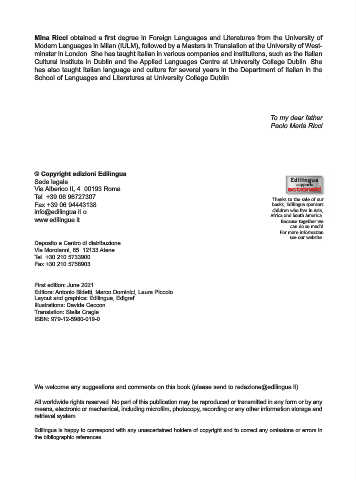 Mina Ricci obtained a first degree in Foreign Languages and Literatures from the University of
Modern Languages in Milan (IULM), followed by a Masters in Translation at the University of West-
minster in London She has taught Italian in various companies and institutions, such as the Italian
Cultural Institute in Dublin and the Applied Languages Centre at University College Dublin She
has also taught Italian language and culture for several years in the Department of Italian in the
School of Languages and Literatures at University College Dublin
To my dear father
Paolo Maria Ricci
© Copyright edizioni Edilingua
Sede legale
Via Alberico II, 4 00193 Roma
Tel +39 06 96727307
Fax +39 06 94443138
info@edilingua it o
www edilingua it
Deposito e Centro di distribuzione
Via Moroianni, 65 12133 Atene
Tel +30 210 5733900
Fax +30 210 5758903
Edilingua
actionaid
Thanks to the sale of our
books, Edilingua sponsors
children who live in Asia,
Africa and South America.
Because together we
can do so much!
For more information
see our website
First edition: June 2021
Editors: Antonio Bidetti, Marco Dominici, Laura Piccolo
Layout and graphics: Edilingua, Edigraf
Illustrations: Davide Ceccon
Translation: Stella Cragie
ISBN: 979-12-5980-019-0
We welcome any suggestions and comments on this book (please send to redazione@edilingua it)
All worldwide rights reserved No part of this publication may be reproduced or transmitted in any form or by any
means, electronic or mechanical, including microfilm, photocopy, recording or any other information storage and
retrieval system
Edilingua is happy to correspond with any unascertained holders of copyright and to correct any omissions or errors in
the bibliographic references